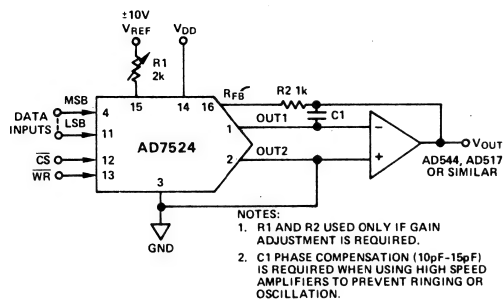 ±10V
VREF
VDD
R1
2k
RFB
R2 1k
C1
15
14
16
MSB
4
DATA
INPUTS
LSB
11
OUT1
1
AD7524
OUT2
2
CS
12
WR
13
3
GND
−
+
VOUT
AD544, AD517
OR SIMILAR
NOTES:
1. R1 AND R2 USED ONLY IF GAIN
ADJUSTMENT IS REQUIRED.
2. C1 PHASE COMPENSATION (10pF–15pF)
IS REQUIRED WHEN USING HIGH SPEED
AMPLIFIERS TO PREVENT RINGING OR
OSCILLATION.